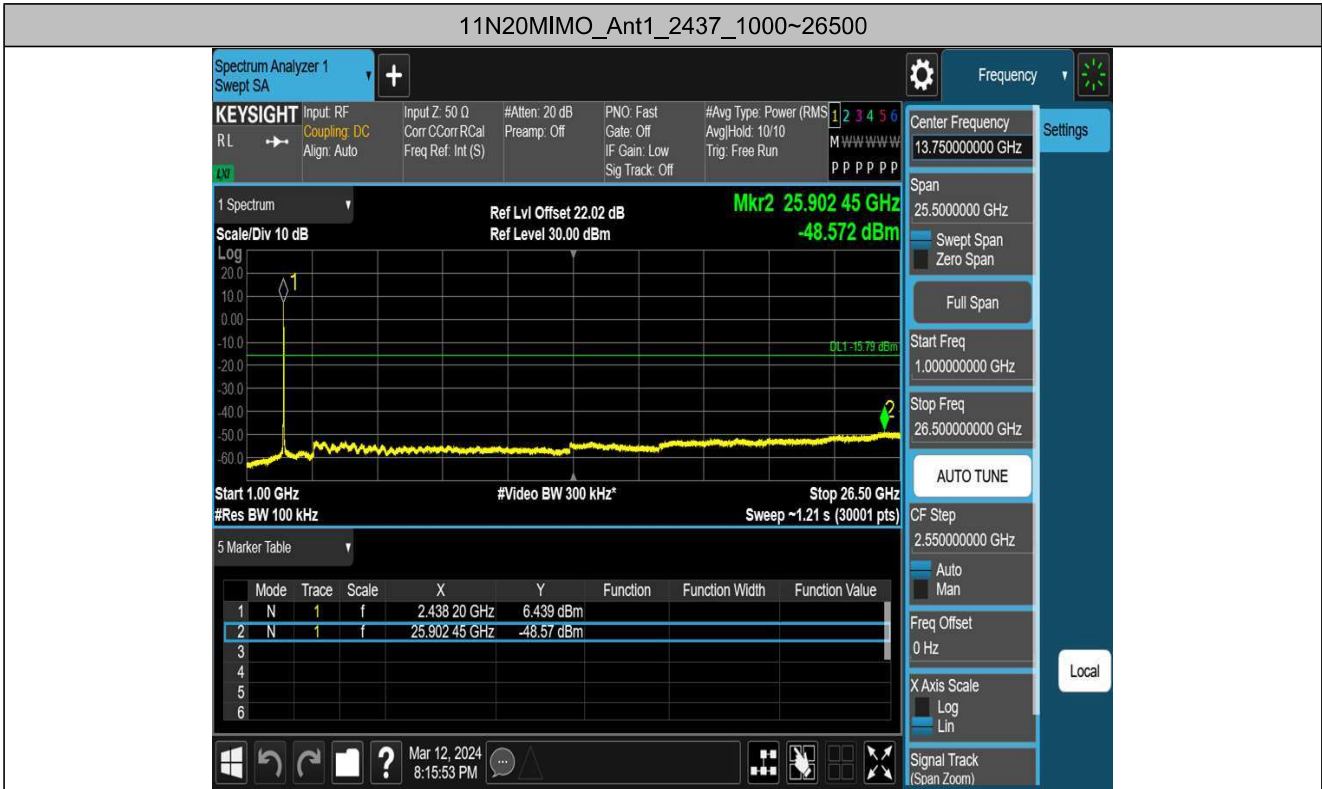 11N20MIMO_Ant1_2437_1000~26500
Spectrum Analyzer 1
Swept SA
+
Frequency
KEYSIGHT
RL
LXI
Input: RF
Coupling: DC
Align: Auto
Input Z: 50 Ω
Corr CCorr RCal
Freq Ref: Int (S)
#Atten: 20 dB
Preamp: Off
PNO: Fast
Gate: Off
IF Gain: Low
Sig Track: Off
#Avg Type: Power (RMS
Avg|Hold: 10/10
Trig: Free Run
1 2 3 4 5 6
M W W W W W
P P P P P P
1 Spectrum
Scale/Div 10 dB
Ref Lvl Offset 22.02 dB
Ref Level 30.00 dBm
Mkr2 25.902 45 GHz
-48.572 dBm
Log
20.0
10.0
0.00
-10.0
-20.0
-30.0
-40.0
-50.0
-60.0
1
DL1 -15.79 dBm
2
Start 1.00 GHz
#Res BW 100 kHz
#Video BW 300 kHz*
Stop 26.50 GHz
Sweep ~1.21 s (30001 pts)
5 Marker Table
Mode Trace Scale X Y Function Function Width Function Value
1 N 1 f 2.438 20 GHz 6.439 dBm
2 N 1 f 25.902 45 GHz -48.57 dBm
3
4
5
6
Mar 12, 2024
8:15:53 PM
?
Center Frequency
13.750000000 GHz
Settings
Span
25.5000000 GHz
Swept Span
Zero Span
Full Span
Start Freq
1.000000000 GHz
Stop Freq
26.500000000 GHz
AUTO TUNE
CF Step
2.550000000 GHz
Auto
Man
Freq Offset
0 Hz
Local
X Axis Scale
Log
Lin
Signal Track
(Span Zoom)